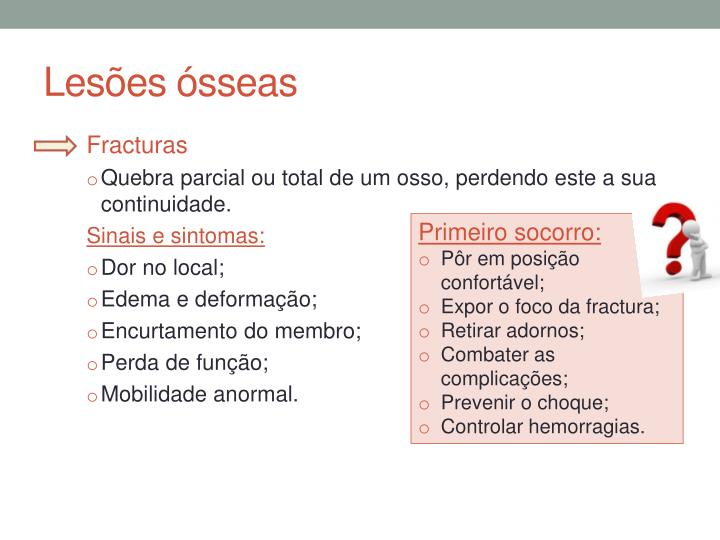 Lesões ósseas
Fracturas
o Quebra parcial ou total de um osso, perdendo este a sua
continuidade.
Sinais e sintomas:
o Dor no local;
o Edema e deformação;
o Encurtamento do membro;
o Perda de função;
o Mobilidade anormal.
Primeiro socorro:
o Pôr em posição
confortável;
o Expor o foco da fractura;
o Retirar adornos;
o Combater as
complicações;
o Prevenir o choque;
o Controlar hemorragias.
?